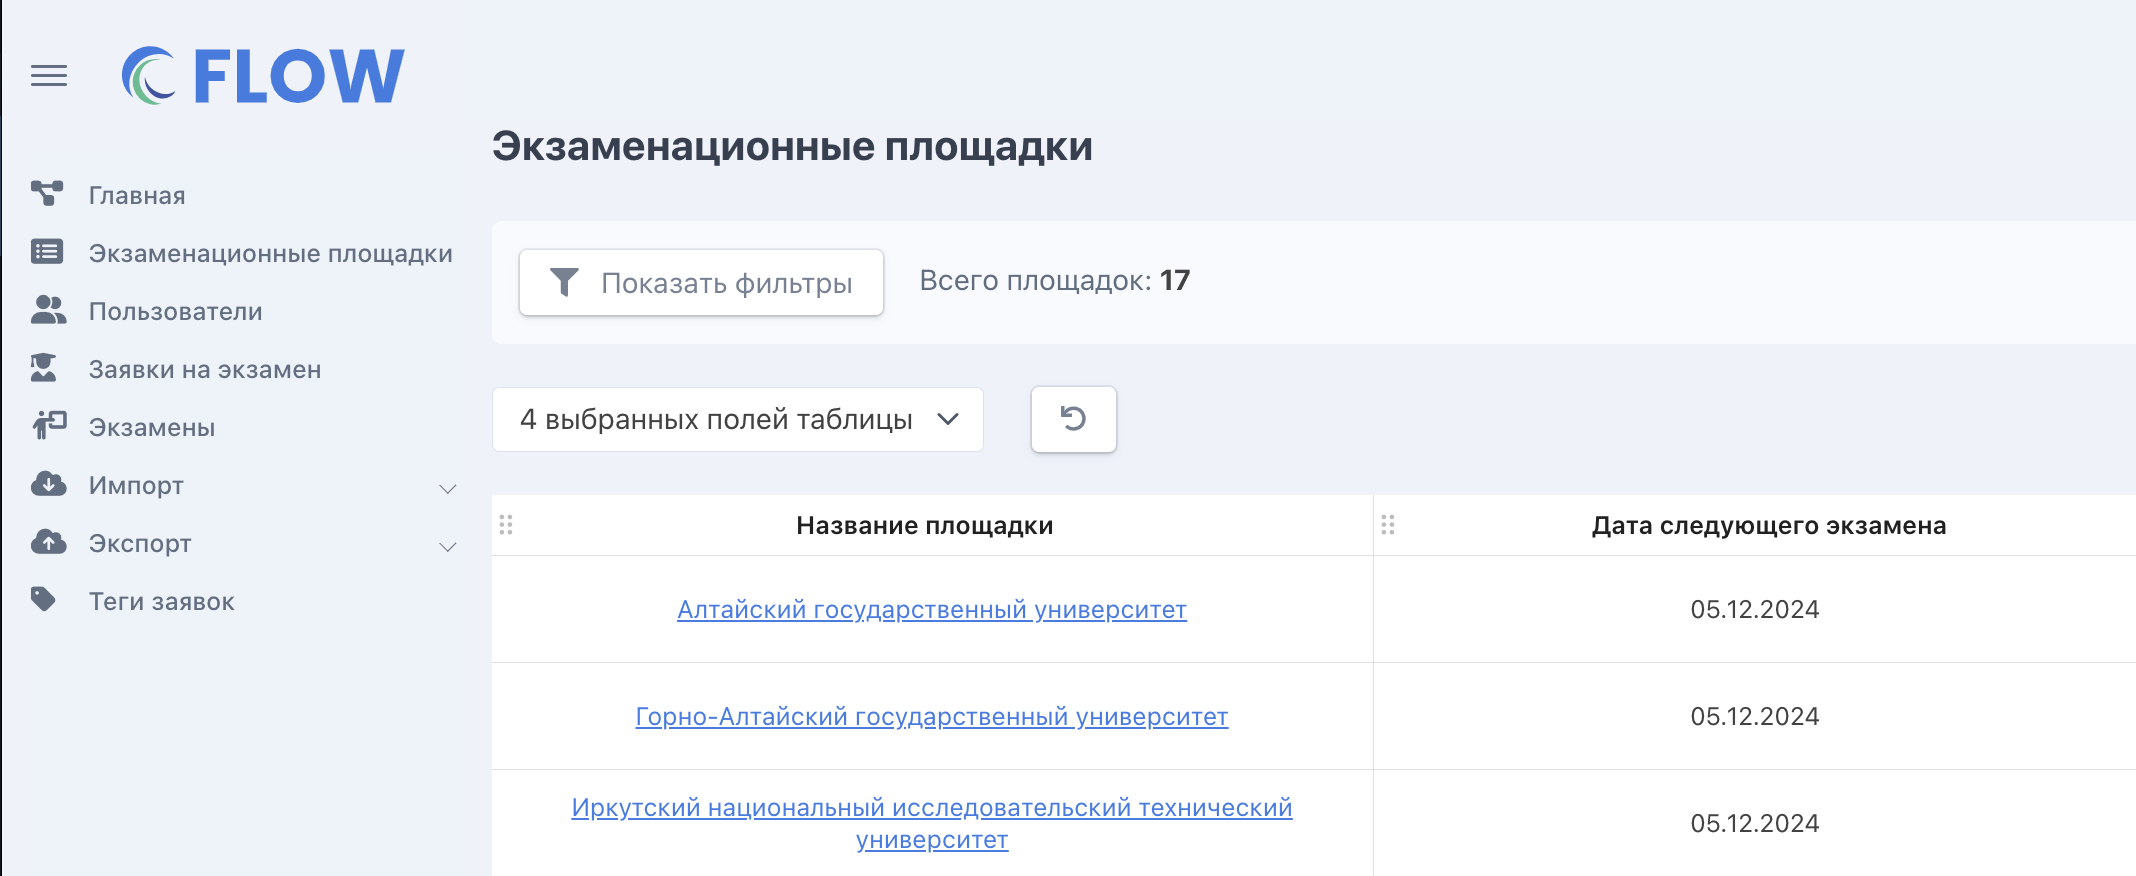 FLOW
Главная
Экзаменационные площадки
Пользователи
Заявки на экзамен
Экзамены
Импорт
Экспорт
Теги заявок
Экзаменационные площадки
Показать фильтры
Всего площадок: 17
4 выбранных полей таблицы
Название площадки
Дата следующего экзамена
Алтайский государственный университет
05.12.2024
Горно-Алтайский государственный университет
05.12.2024
Иркутский национальный исследовательский технический
университет
05.12.2024